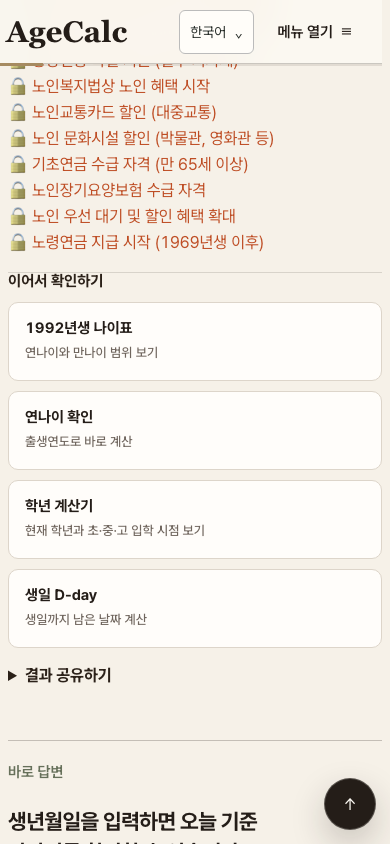 AgeCalc
한국어
메뉴 열기
노인복지법상 노인 혜택 시작
노인교통카드 할인 (대중교통)
노인 문화시설 할인 (박물관, 영화관 등)
기초연금 수급 자격 (만 65세 이상)
노인장기요양보험 수급 자격
노인 우선 대기 및 할인 혜택 확대
노령연금 지급 시작 (1969년생 이후)
이어서 확인하기
1992년생 나이표
연나이와 만나이 범위 보기
연나이 확인
출생연도로 바로 계산
학년 계산기
현재 학년과 초·중·고 입학 시점 보기
생일 D-day
생일까지 남은 날짜 계산
결과 공유하기
바로 답변
생년월일을 입력하면 오늘 기준